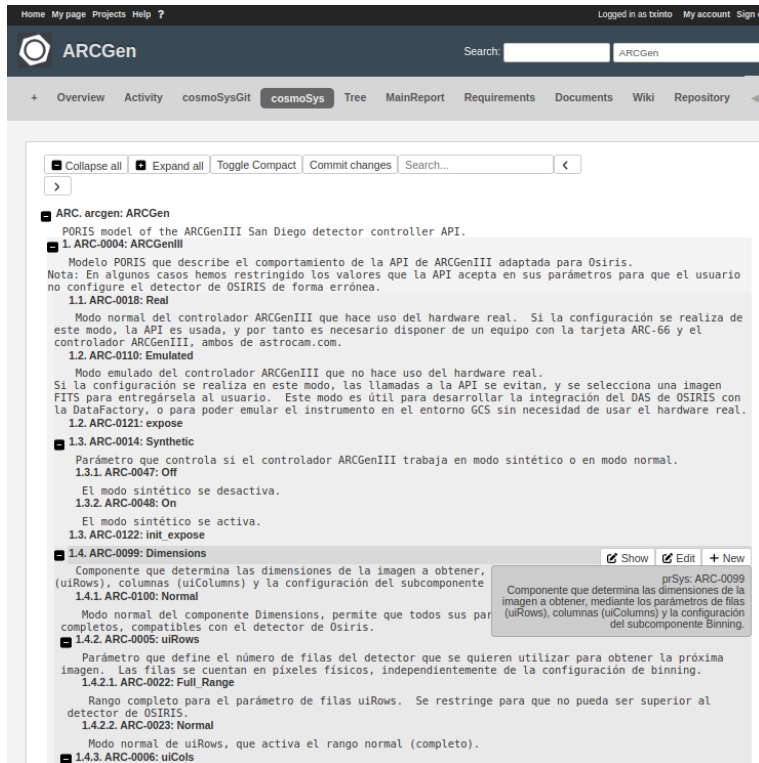 Home My page Projects Help ?
Logged in as txinto My account Sign
ARCGen
Search:
ARCGen
+ Overview Activity cosmoSysGit cosmoSys Tree MainReport Requirements Documents Wiki Repository
Collapse all Expand all Toggle Compact Commit changes Search...
ARC. arcgen: ARCGen
PORIS model of the ARCGenIII San Diego detector controller API.
1. ARC-0004: ARCGenIII
Modelo PORIS que describe el comportamiento de la API de ARCGenIII adaptada para Osiris.
Nota: En algunos casos hemos restringido los valores que la API acepta en sus parámetros para que el usuario
no configure el detector de OSIRIS de forma errónea.
1.1. ARC-0018: Real
Modo normal del controlador ARCGenIII que hace uso del hardware real. Si la configuración se realiza de
este modo, la API es usada, y por tanto es necesario disponer de un equipo con la tarjeta ARC-66 y el
controlador ARCGenIII, ambos de astrocam.com.
1.2. ARC-0110: Emulated
Modo emulado del controlador ARCGenIII que no hace uso del hardware real.
Si la configuración se realiza en este modo, las llamadas a la API se evitan, y se selecciona una imagen
FITS para entregársela al usuario. Este modo es útil para desarrollar la integración del DAS de OSIRIS con
la DataFactory, o para poder emular el instrumento en el entorno GCS sin necesidad de usar el hardware real.
1.2. ARC-0121: expose
1.3. ARC-0014: Synthetic
Parámetro que controla si el controlador ARCGenIII trabaja en modo sintético o en modo normal.
1.3.1. ARC-0047: Off
El modo sintético se desactiva.
1.3.2. ARC-0048: On
El modo sintético se activa.
1.3. ARC-0122: init_expose
1.4. ARC-0099: Dimensions
Show Edit + New
Componente que determina las dimensiones de la imagen a obtener,
(uiRows), columnas (uiColumns) y la configuración del subcomponente
prSys: ARC-0099
Componente que determina las dimensiones de la
imagen a obtener, mediante los parámetros de filas
(uiRows), columnas (uiColumns) y la configuración
del subcomponente Binning.
1.4.1. ARC-0100: Normal
Modo normal del componente Dimensions, permite que todos sus par
completos, compatibles con el detector de Osiris.
1.4.2. ARC-0005: uiRows
Parámetro que define el número de filas del detector que se quieren utilizar para obtener la próxima
imagen. Las filas se cuentan en píxeles físicos, independientemente de la configuración de binning.
1.4.2.1. ARC-0022: Full_Range
Rango completo para el parámetro de filas uiRows. Se restringe para que no pueda ser superior al
detector de OSIRIS.
1.4.2.2. ARC-0023: Normal
Modo normal de uiRows, que activa el rango normal (completo).
1.4.3. ARC-0006: uiCols